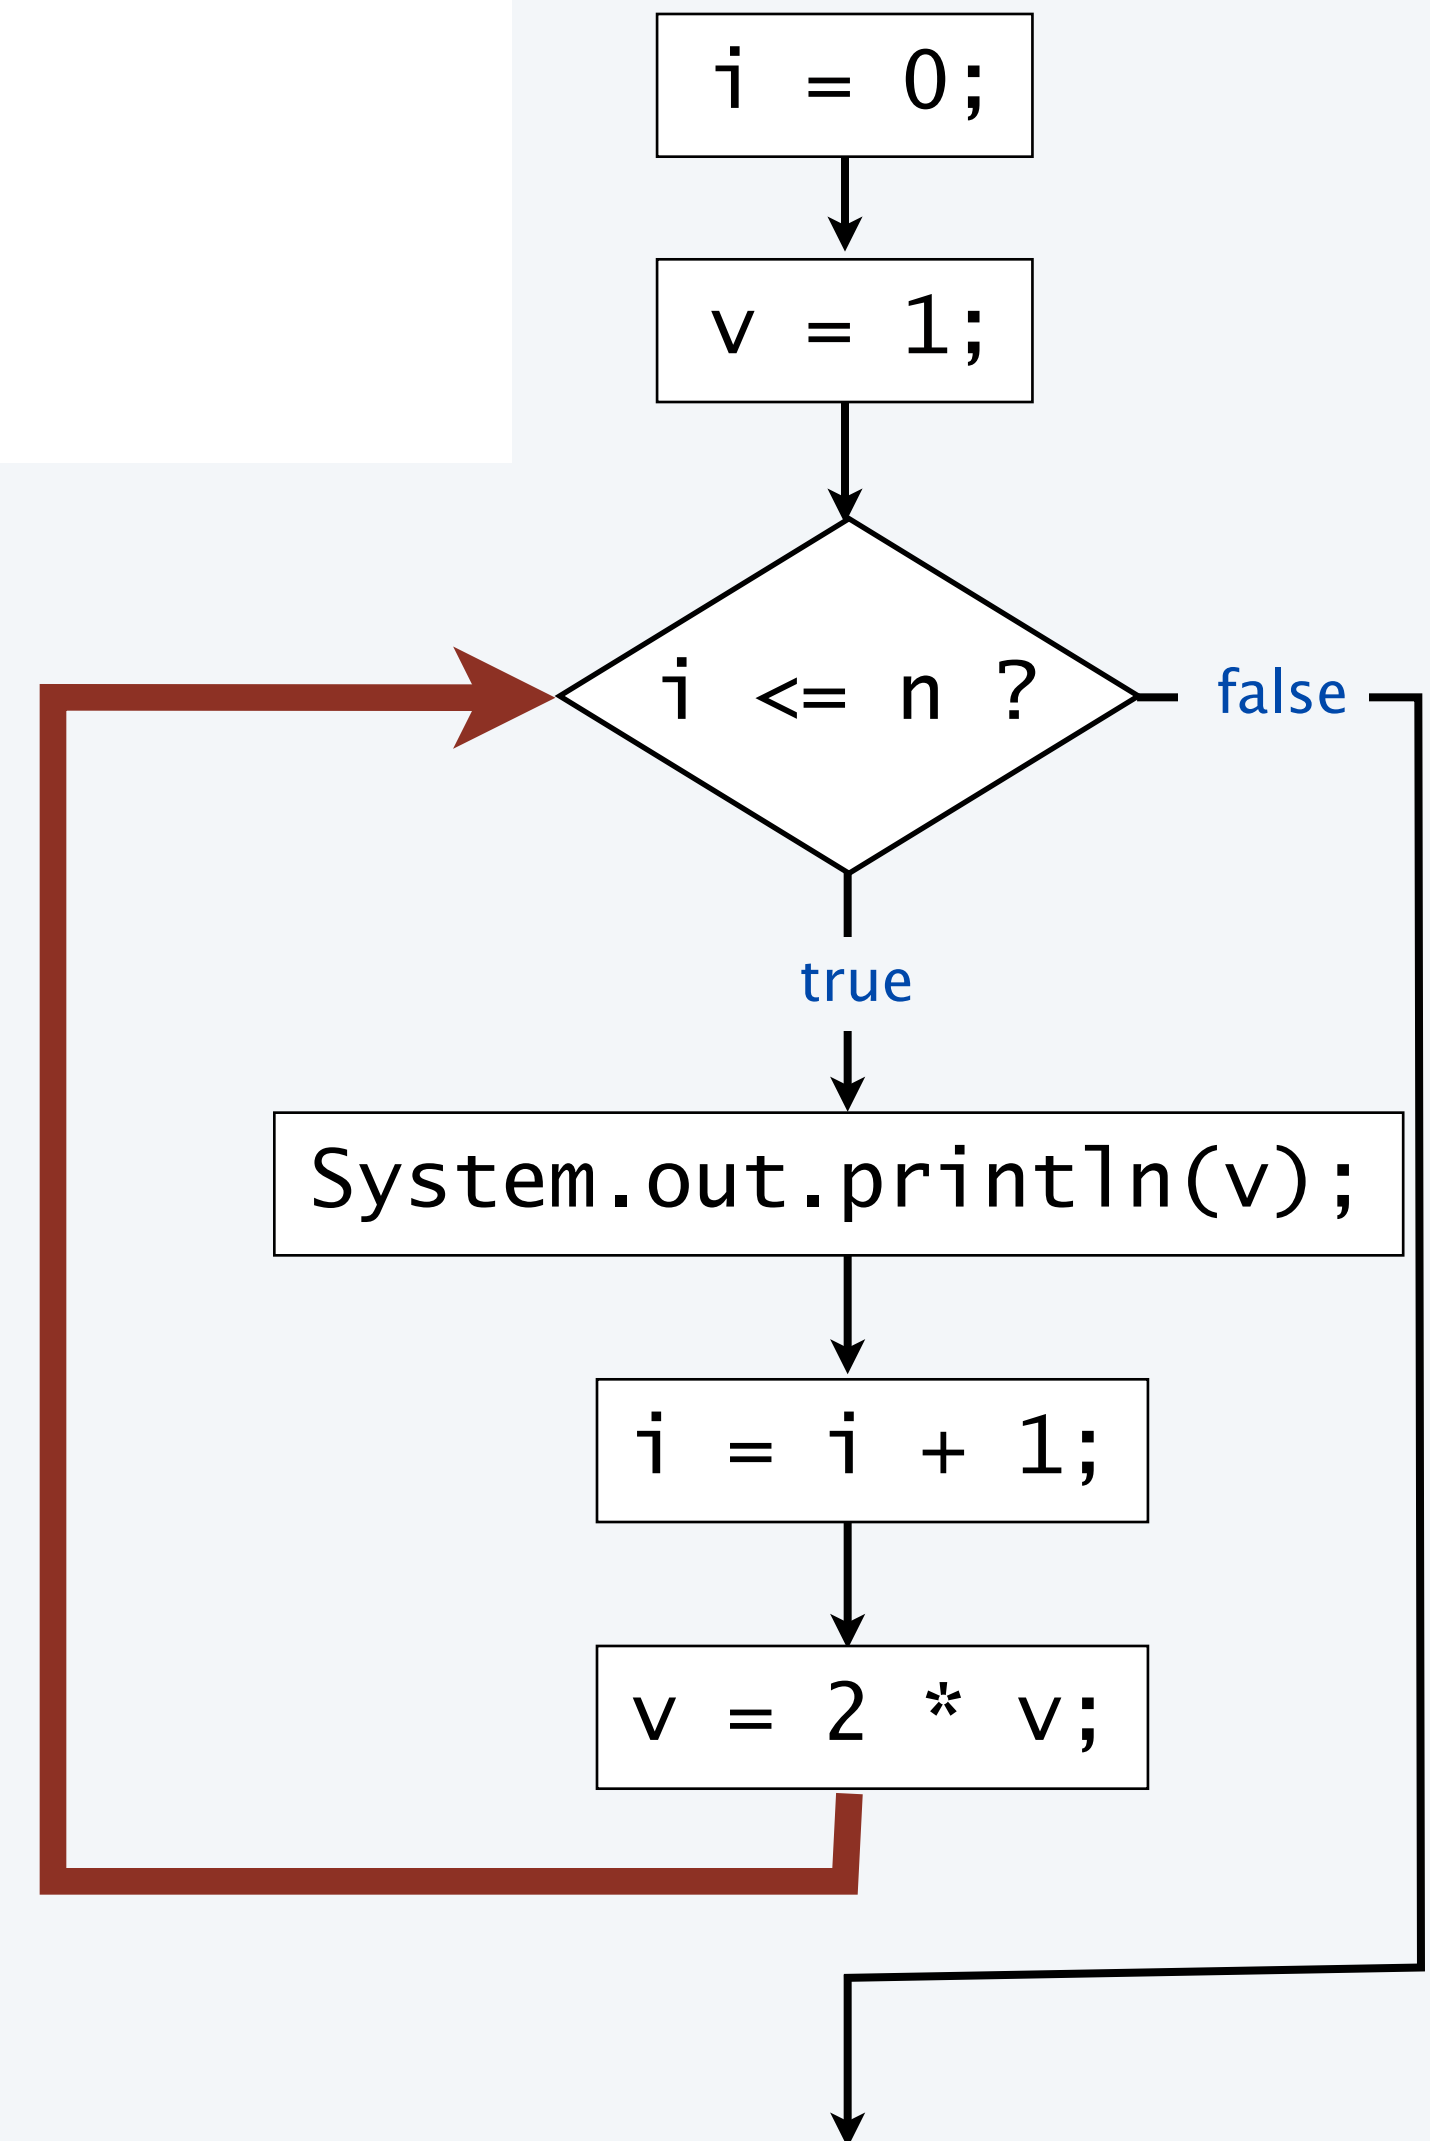 i = 0;
v = 1;
i <= n ?
false
true
System.out.println(v);
i = i + 1;
v = 2 * v;